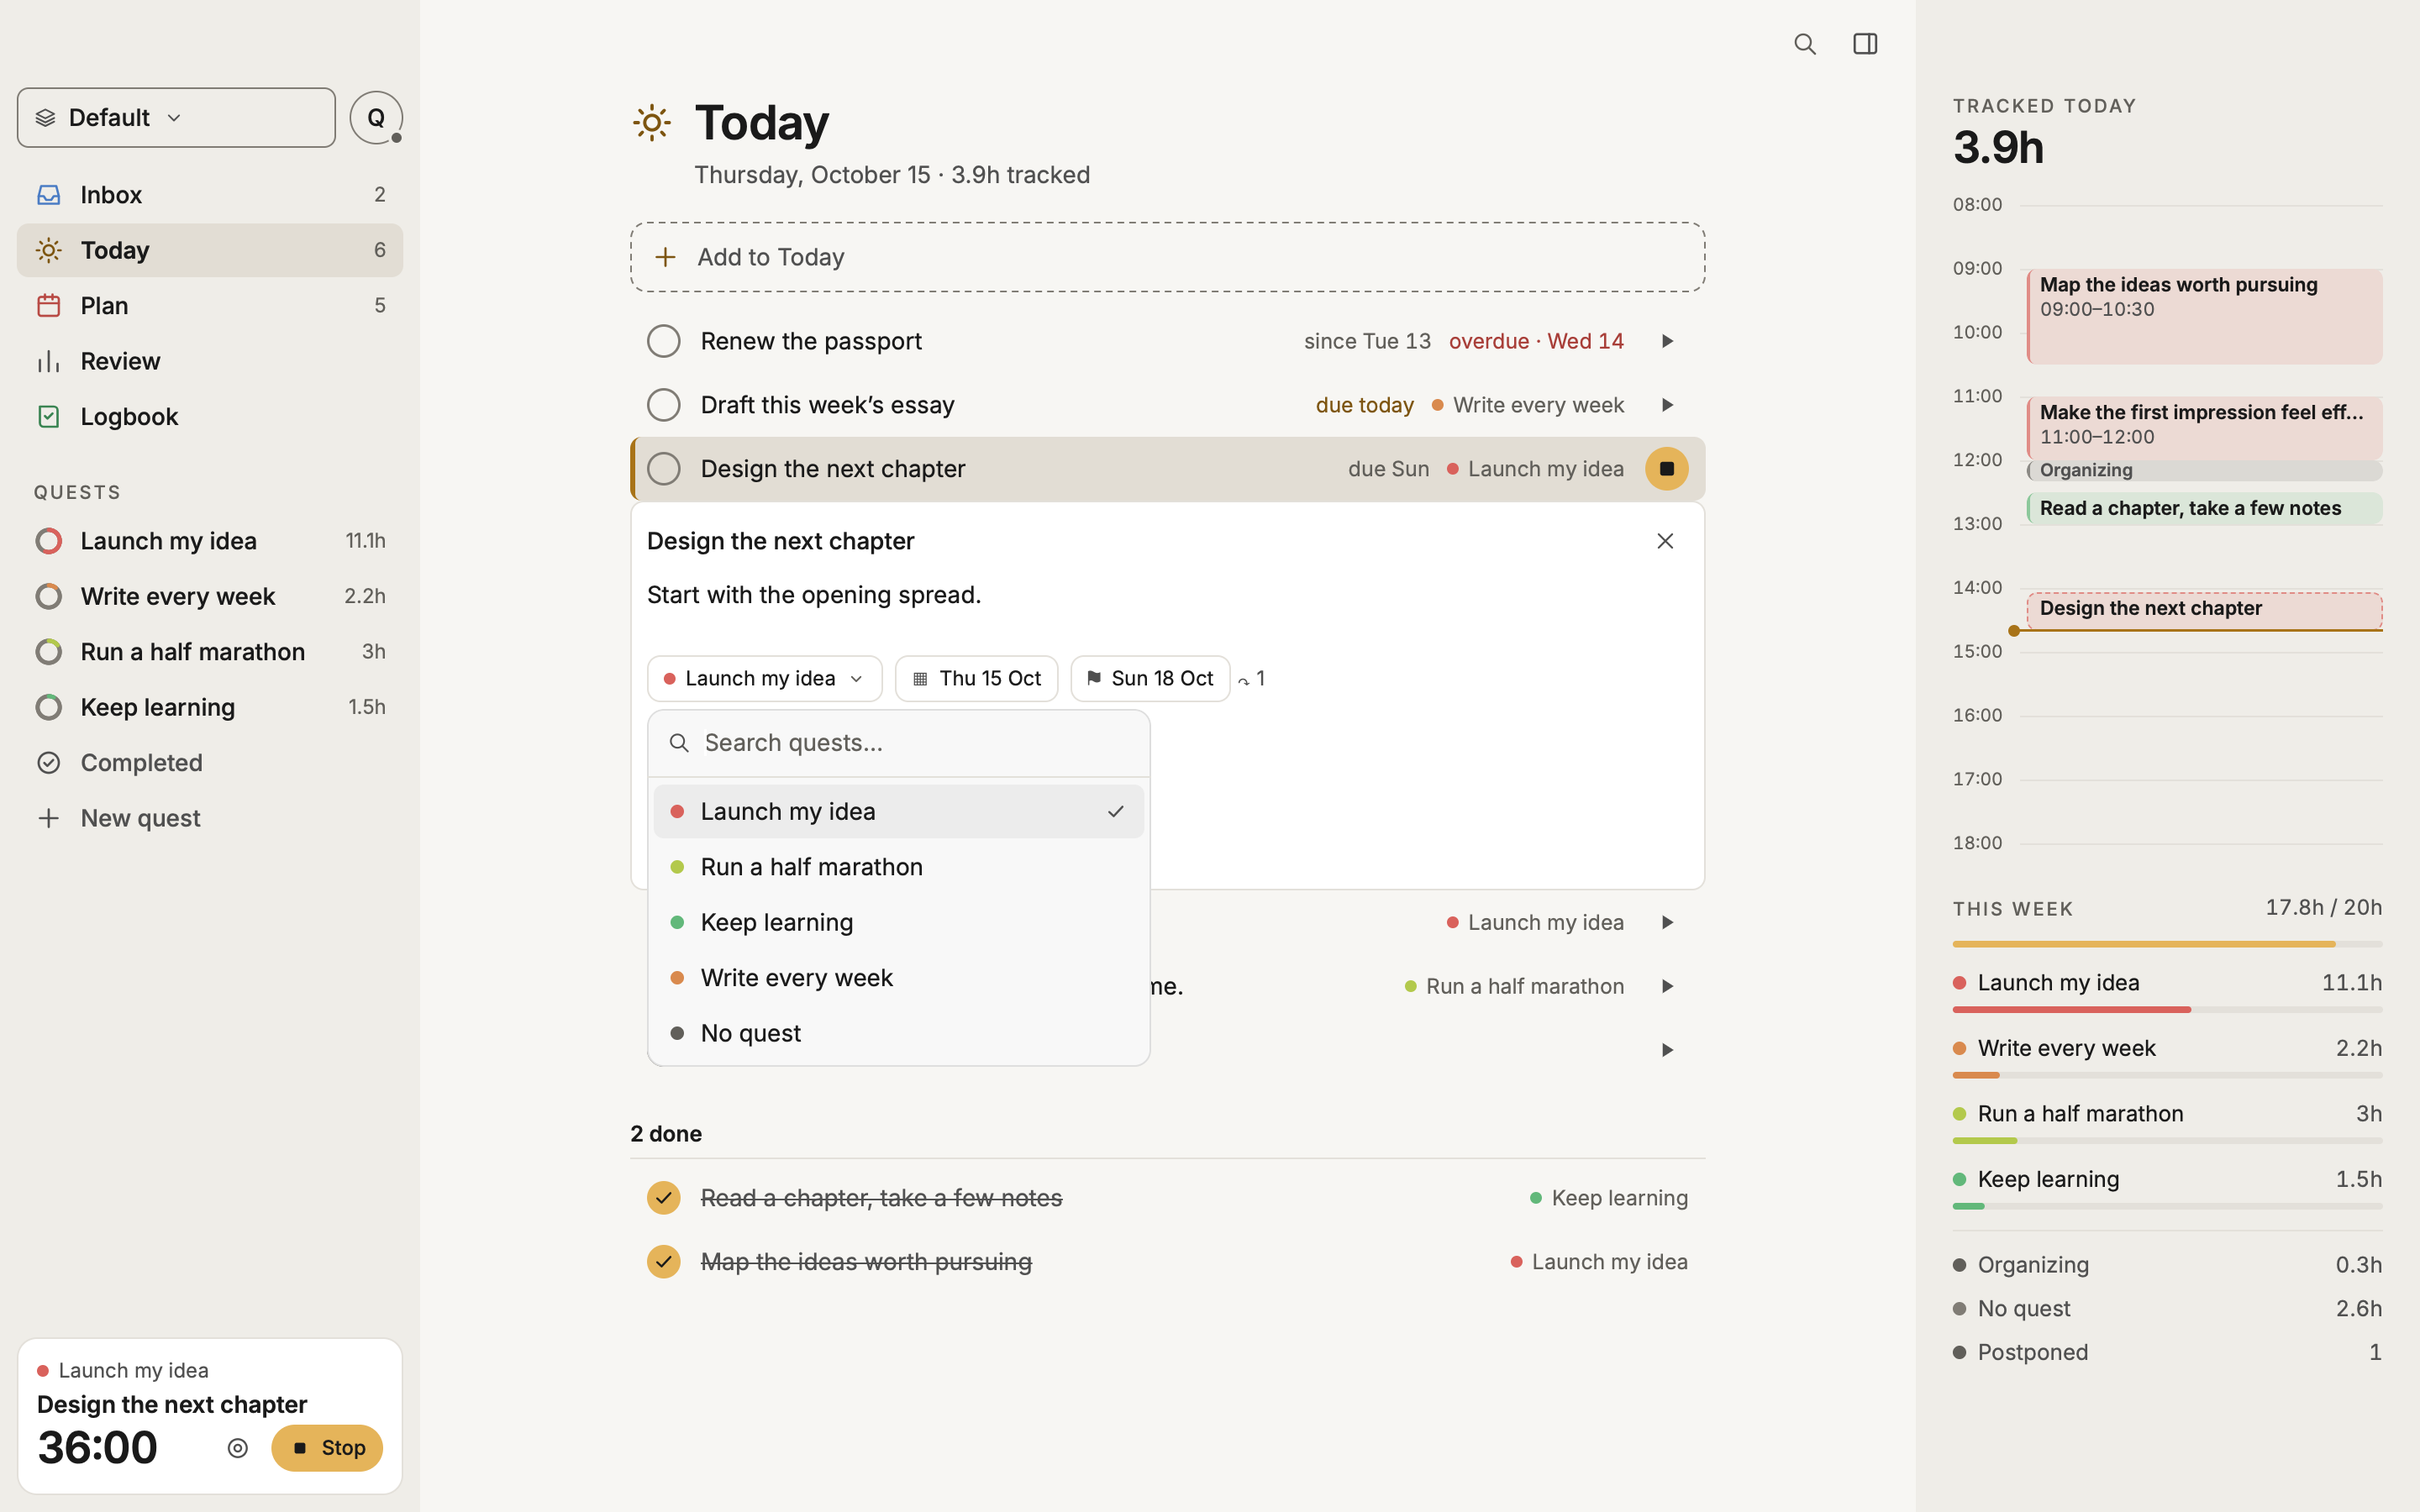 Default
Q
Inbox 2
Today 6
Plan 5
Review
Logbook
QUESTS
Launch my idea 11.1h
Write every week 2.2h
Run a half marathon 3h
Keep learning 1.5h
Completed
New quest
Launch my idea
Design the next chapter
36:00 Stop
Today
Thursday, October 15 · 3.9h tracked
Add to Today
Renew the passport since Tue 13 overdue · Wed 14
Draft this week’s essay due today Write every week
Design the next chapter due Sun Launch my idea
Design the next chapter
Start with the opening spread.
Launch my idea Thu 15 Oct Sun 18 Oct 1
Search quests...
Launch my idea
Run a half marathon
Keep learning
Write every week
No quest
Launch my idea
me. Run a half marathon
2 done
Read a chapter, take a few notes Keep learning
Map the ideas worth pursuing Launch my idea
TRACKED TODAY
3.9h
08:00
09:00
Map the ideas worth pursuing
09:00–10:30
10:00
11:00
Make the first impression feel eff...
11:00–12:00
12:00
Organizing
Read a chapter, take a few notes
13:00
14:00
Design the next chapter
15:00
16:00
17:00
18:00
THIS WEEK 17.8h / 20h
Launch my idea 11.1h
Write every week 2.2h
Run a half marathon 3h
Keep learning 1.5h
Organizing 0.3h
No quest 2.6h
Postponed 1